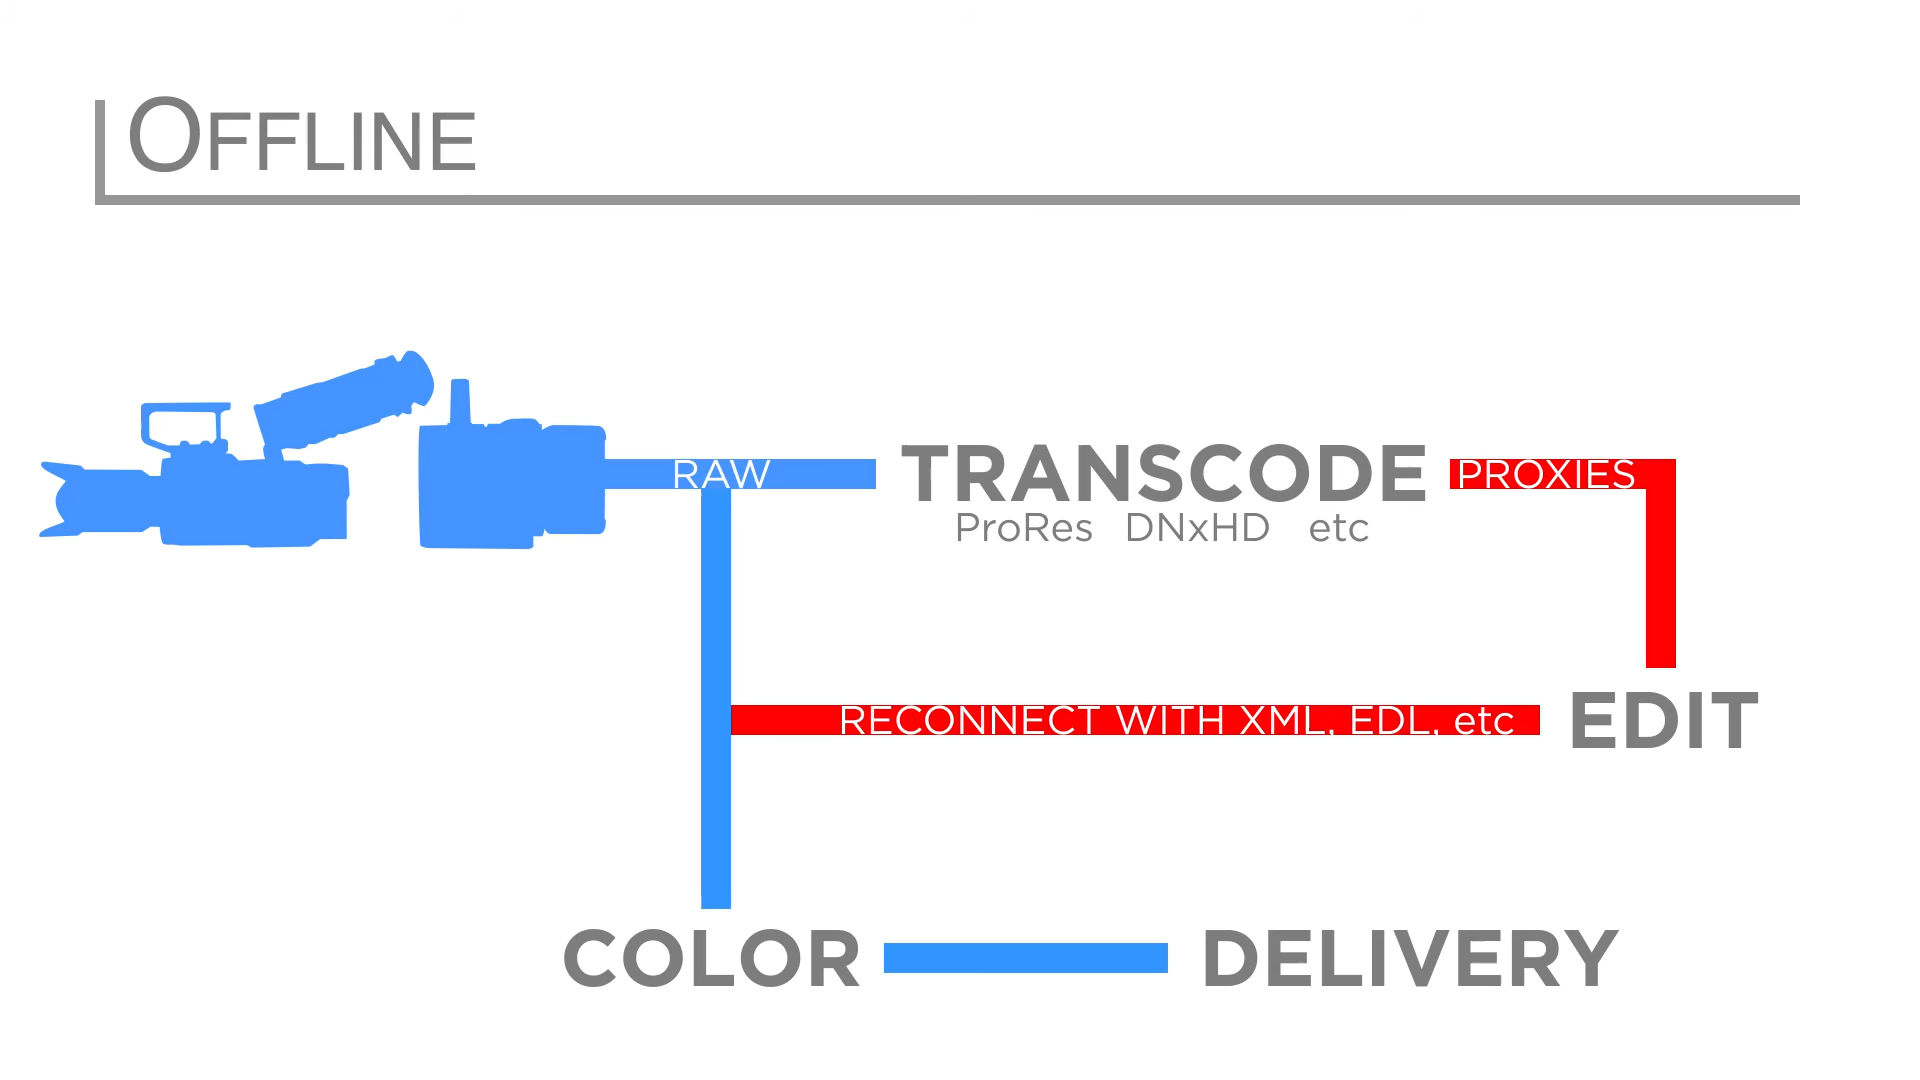 OFFLINE
RAW TRANSCODE PROXIES
ProRes DNxHD etc
RECONNECT WITH XML, EDL, etc EDIT
COLOR DELIVERY